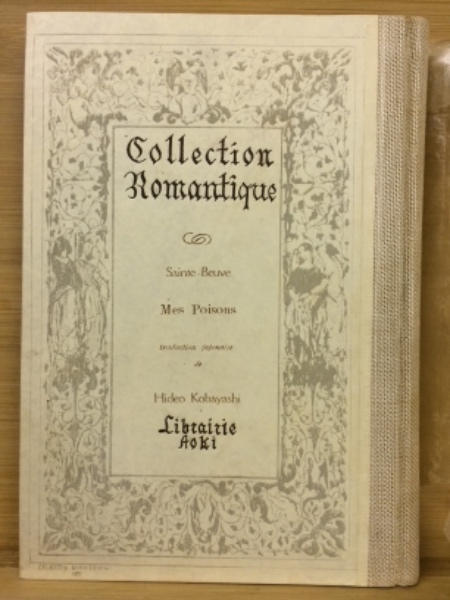 Collection
Romantique
Sainte-Beuve
Mes Poisons
traduction japonaise
de
Hideo Kobayashi
Librairie
Aoki